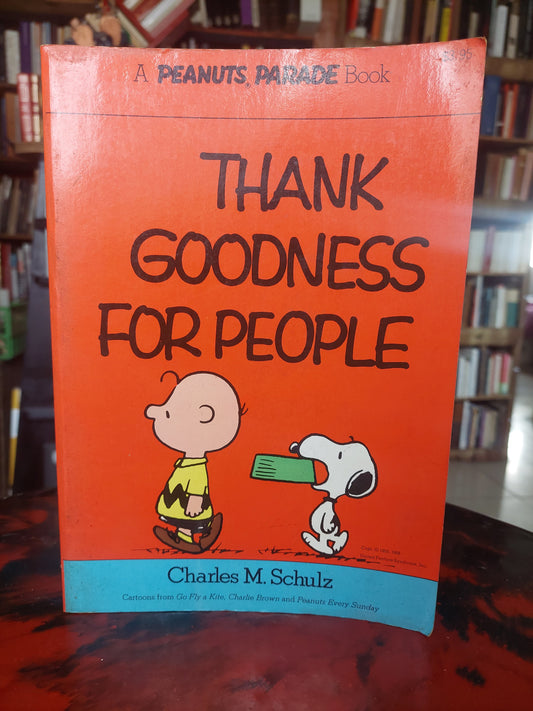 A PEANUTS PARADE Book
THANK
GOODNESS
FOR PEOPLE
Charles M. Schulz
Cartoons from Go Fly a Kite, Charlie Brown and Peanuts Every Sunday